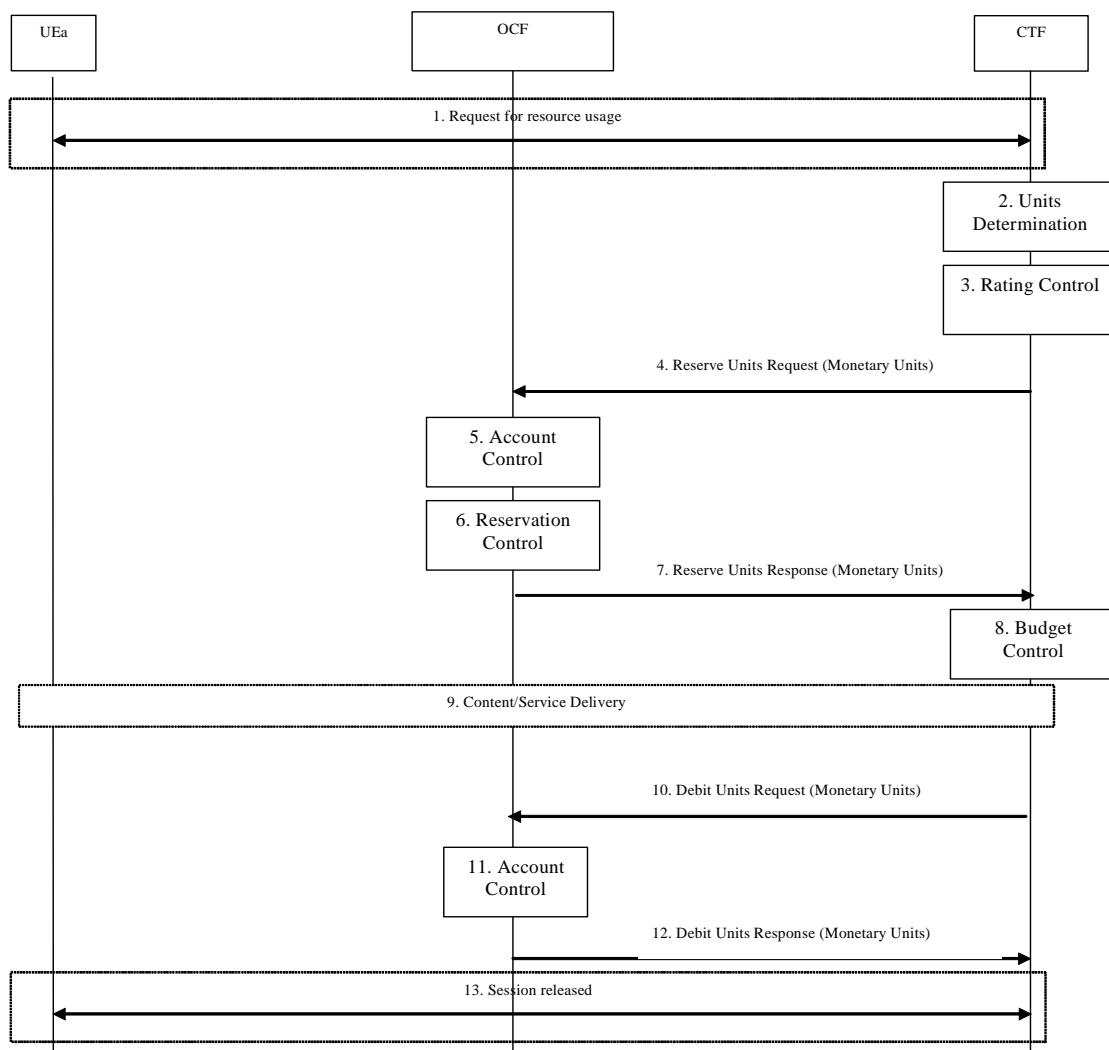 UEa
OCF
CTF
1. Request for resource usage
2. Units
Determination
3. Rating Control
4. Reserve Units Request (Monetary Units)
5. Account
Control
6. Reservation
Control
7. Reserve Units Response (Monetary Units)
8. Budget
Control
9. Content/Service Delivery
10. Debit Units Request (Monetary Units)
11. Account
Control
12. Debit Units Response (Monetary Units)
13. Session released